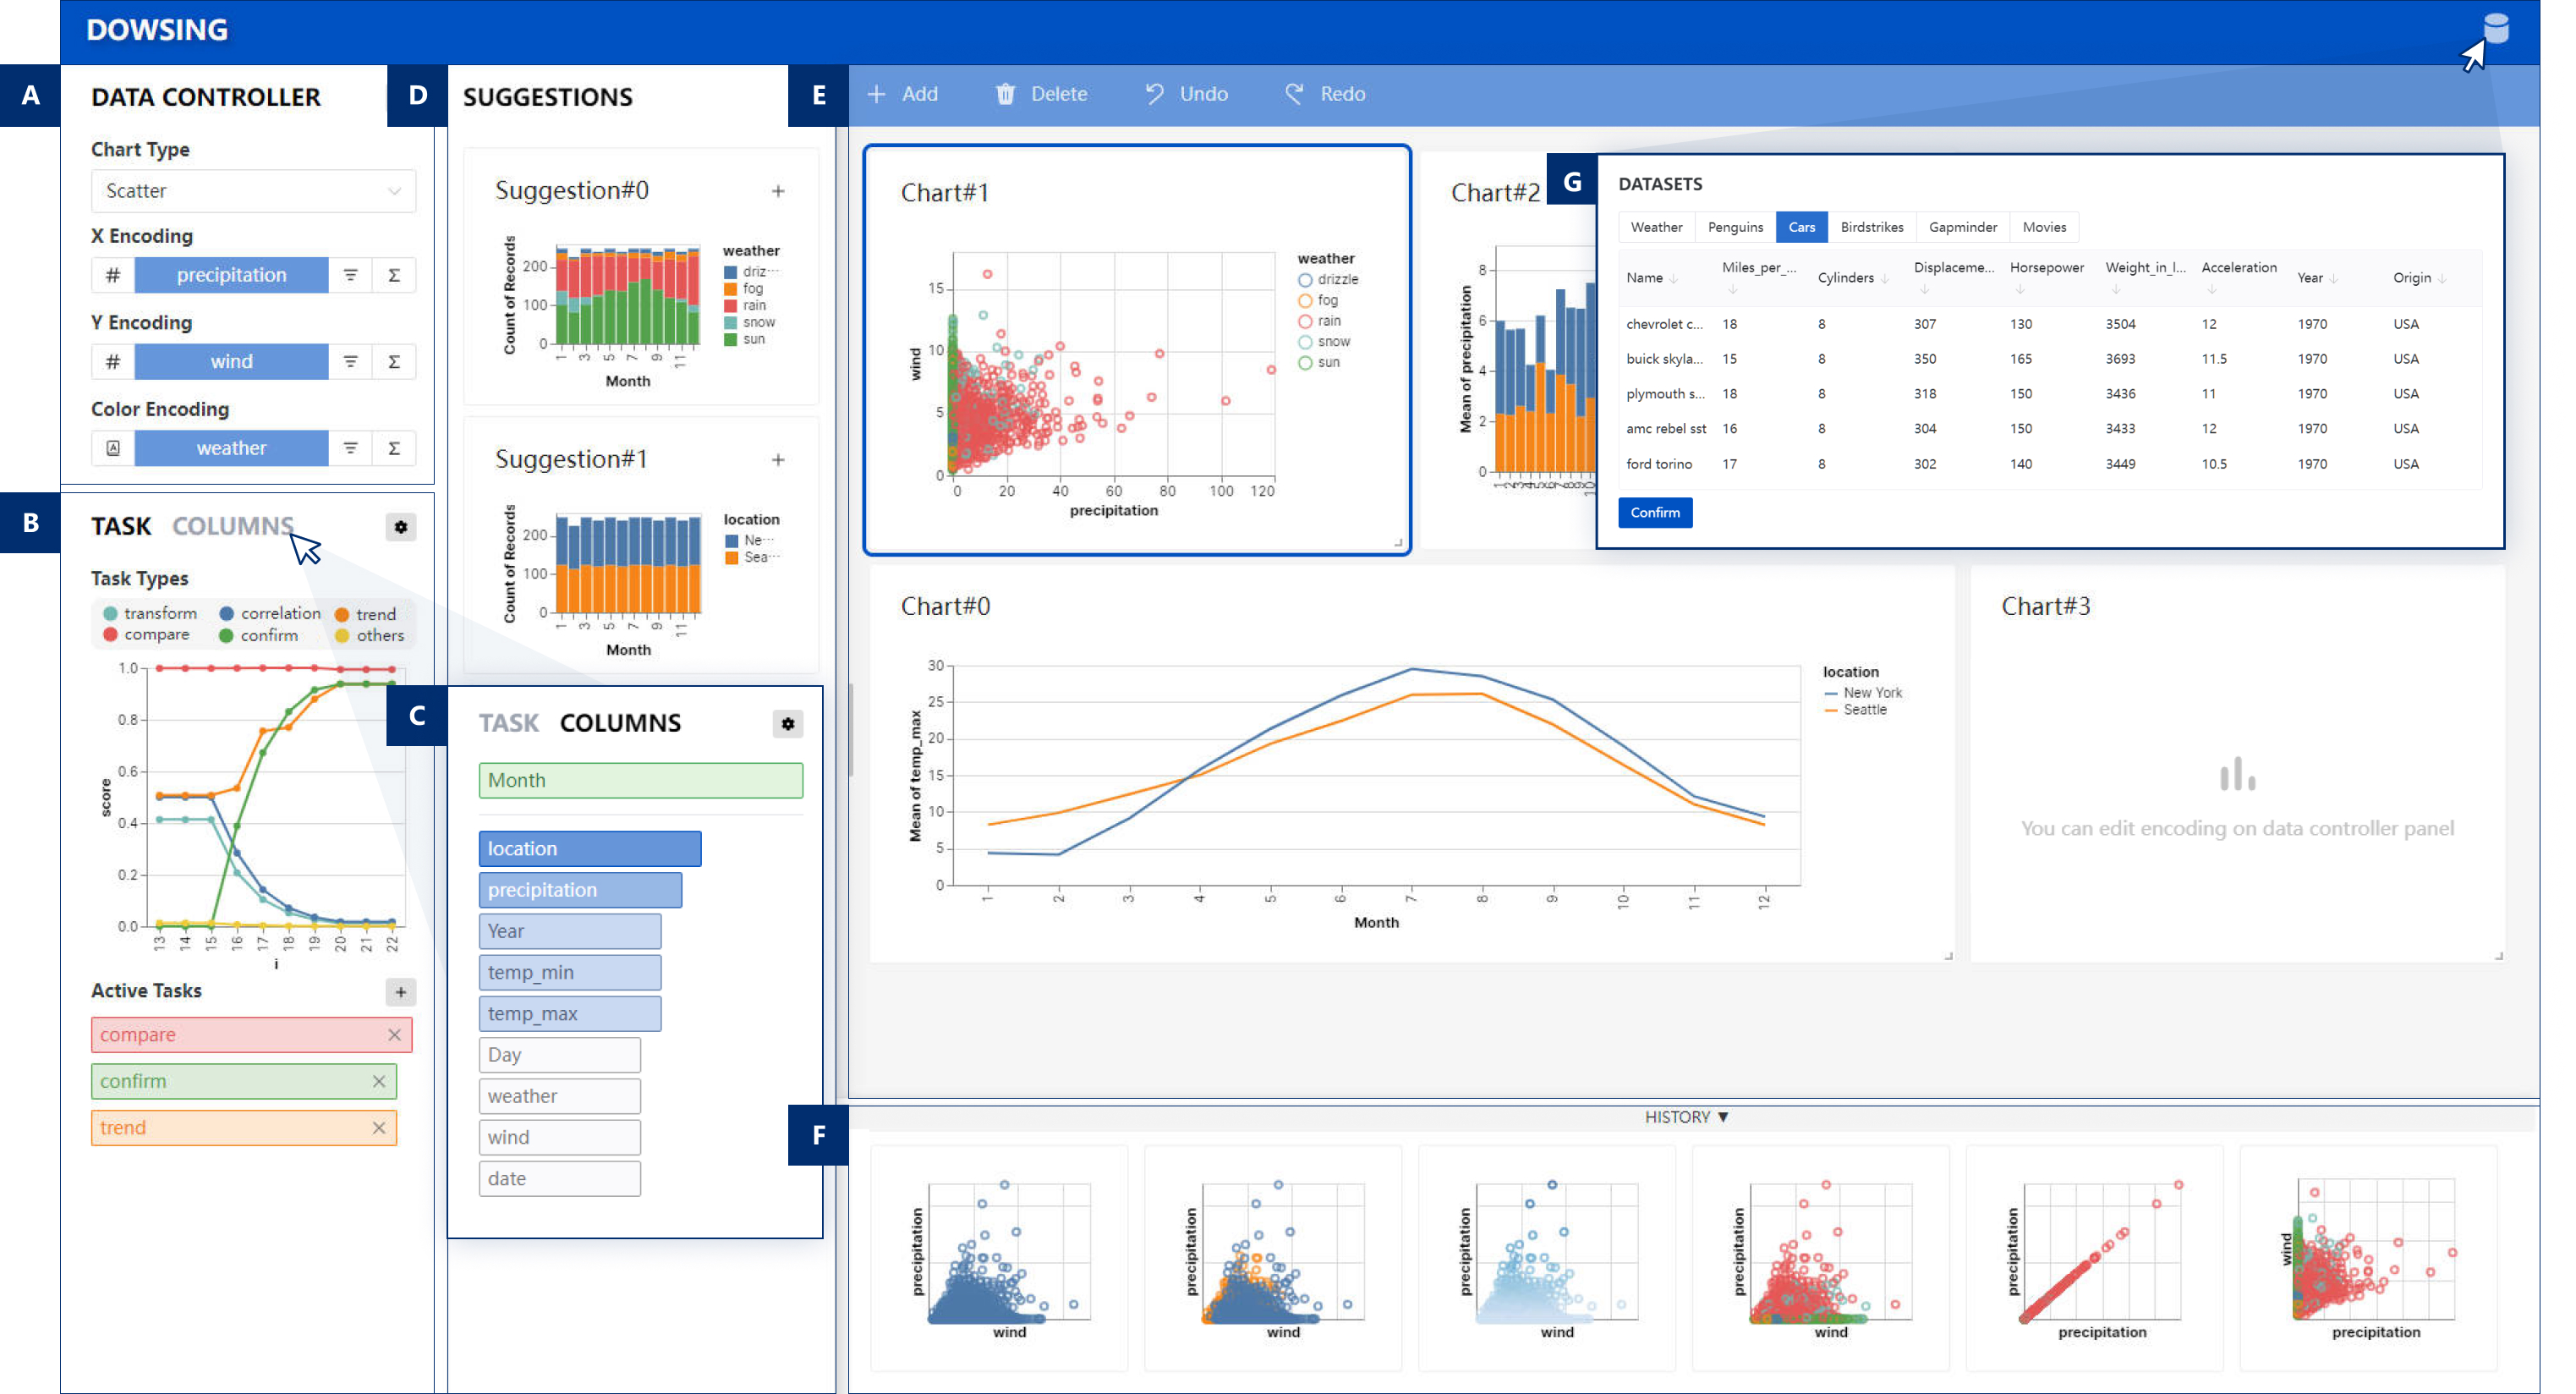 DOWSING
A
DATA CONTROLLER
Chart Type
Scatter
X Encoding
# precipitation Σ
Y Encoding
# wind Σ
Color Encoding
A weather Σ
B
TASK COLUMNS
Task Types
transform correlation trend
compare confirm others
score
1.0
0.8
0.6
0.4
0.2
0.0
13 14 15 16 17 18 19 20 21 22
i
Active Tasks +
compare ×
confirm ×
trend ×
C
TASK COLUMNS
Month
location
precipitation
Year
temp_min
temp_max
Day
weather
wind
date
D
SUGGESTIONS
Suggestion#0 +
Count of Records
200
100
0
1 3 5 7 9 11
Month
weather
driz...
fog
rain
snow
sun
Suggestion#1 +
Count of Records
200
100
0
1 3 5 7 9 11
Month
location
Ne...
Sea...
E
+ Add Delete Undo Redo
Chart#1
wind
15
10
5
0
0 20 40 60 80 100 120
precipitation
weather
drizzle
fog
rain
snow
sun
Chart#2
Mean of precipitation
8
6
4
2
0
1 2 3 4 5 6 7 8 9 10
G
DATASETS
Weather Penguins Cars Birdstrikes Gapminder Movies
Name Miles_per_... Cylinders Displaceme... Horsepower Weight_in_l... Acceleration Year Origin
chevrolet c... 18 8 307 130 3504 12 1970 USA
buick skyla... 15 8 350 165 3693 11.5 1970 USA
plymouth s... 18 8 318 150 3436 11 1970 USA
amc rebel sst 16 8 304 150 3433 12 1970 USA
ford torino 17 8 302 140 3449 10.5 1970 USA
Confirm
Chart#0
Mean of temp_max
30
25
20
15
10
5
0
1 2 3 4 5 6 7 8 9 10 11 12
Month
location
New York
Seattle
Chart#3
You can edit encoding on data controller panel
F
HISTORY ▼
precipitation
wind
precipitation
wind
precipitation
wind
precipitation
wind
precipitation
precipitation
wind
precipitation